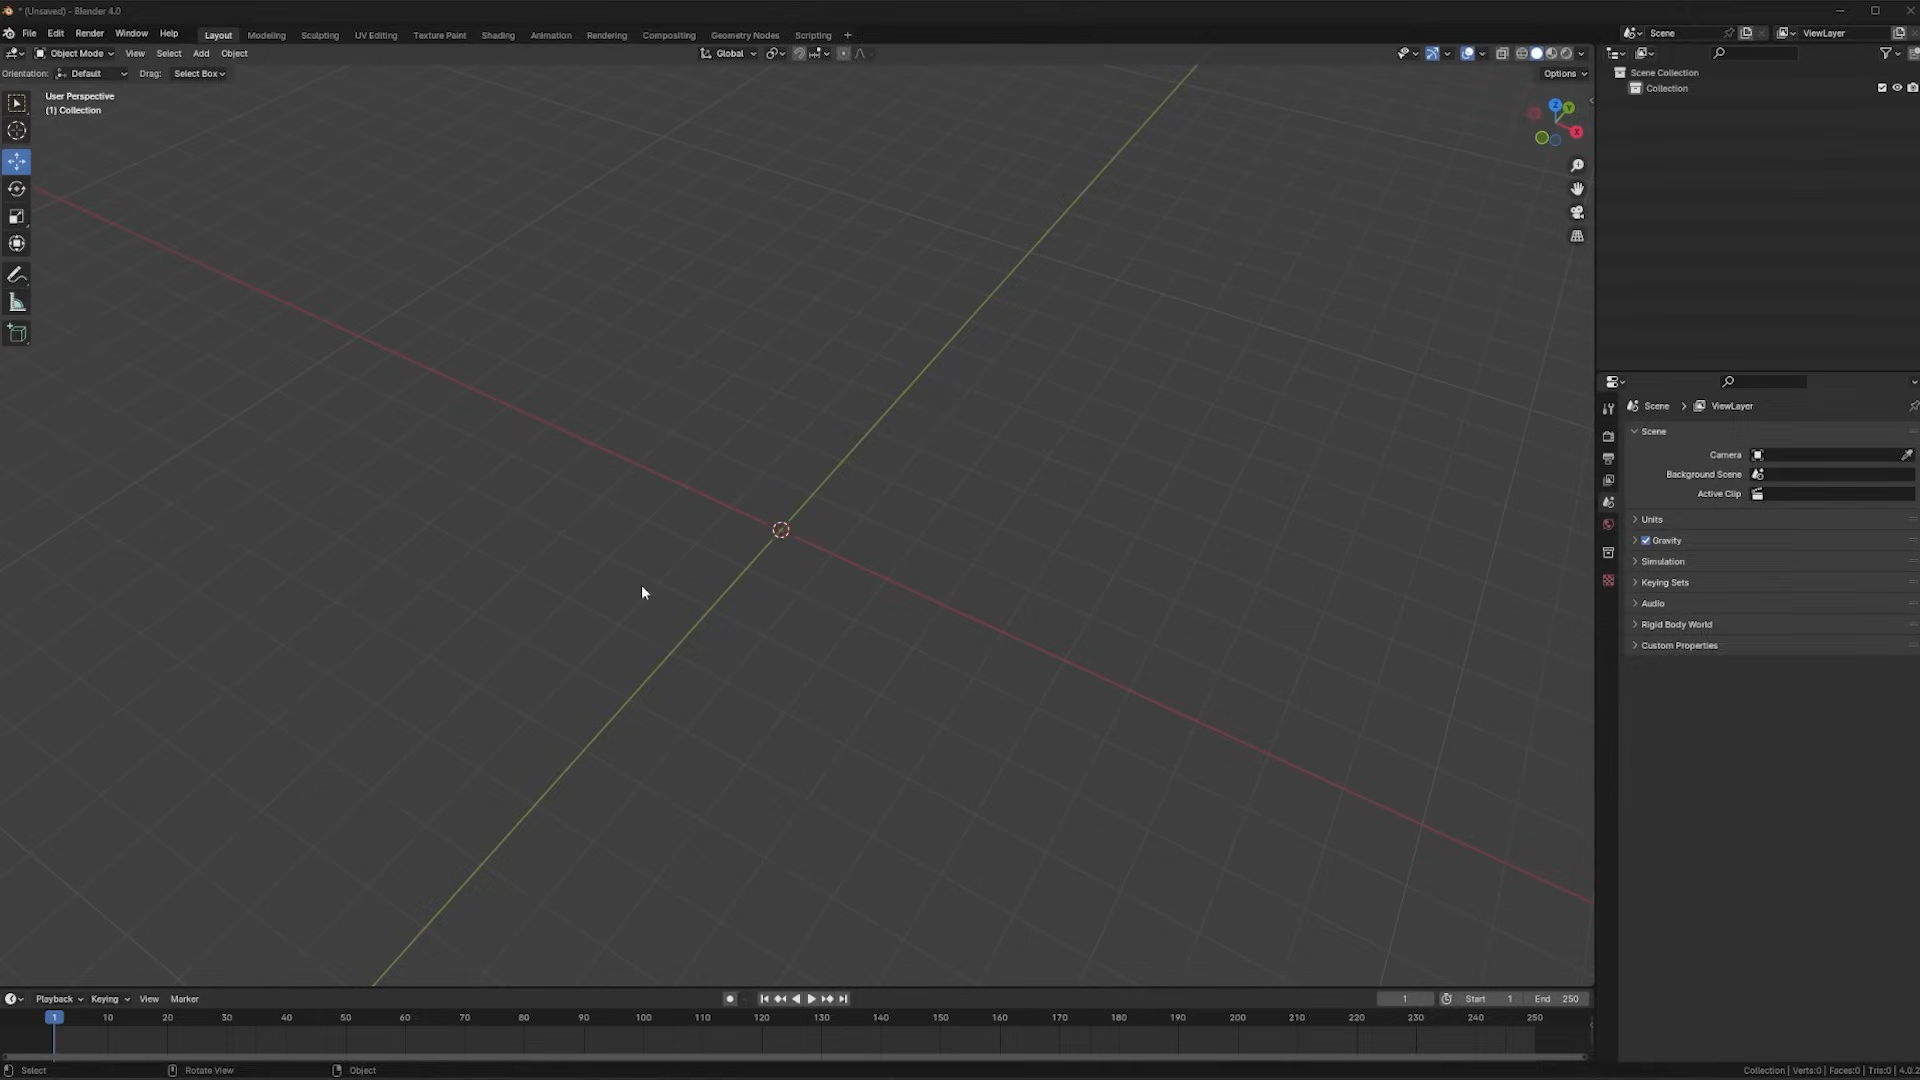 * (Unsaved) - Blender 4.0
File Edit Render Window Help Layout Modeling Sculpting UV Editing Texture Paint Shading Animation Rendering Compositing Geometry Nodes Scripting + Scene ViewLayer
Object Mode View Select Add Object Global
Orientation: Default Drag: Select Box Options
User Perspective
(1) Collection
Z Y X
Scene Collection
Collection
Scene > ViewLayer
Scene
Camera
Background Scene
Active Clip
Units
Gravity
Simulation
Keying Sets
Audio
Rigid Body World
Custom Properties
Playback Keying View Marker 1 Start 1 End 250
1 10 20 30 40 50 60 70 80 90 100 110 120 130 140 150 160 170 180 190 200 210 220 230 240 250
Select Rotate View Object Collection | Verts:0 | Faces:0 | Tris:0 | 4.0.2